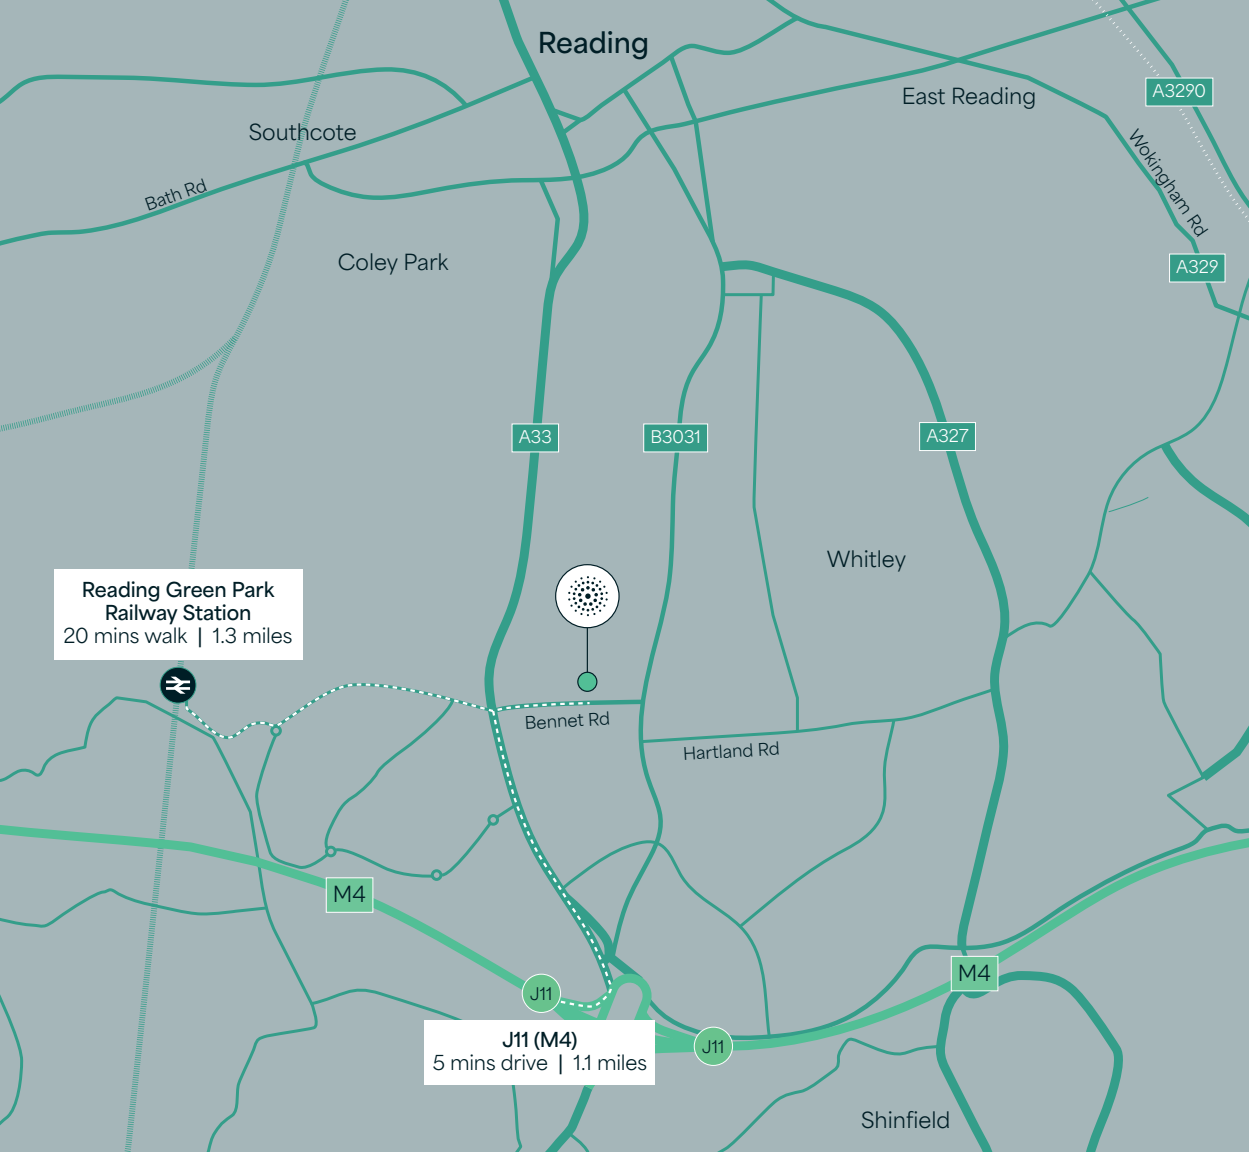 Reading
A3290
East Reading
Southcote
Wokingham Rd
Bath Rd
Coley Park
A329
A33
B3031
A327
Whitley
Reading Green Park
Railway Station
20 mins walk | 1.3 miles
Bennet Rd
Hartland Rd
M4
M4
J11
J11 (M4)
5 mins drive | 1.1 miles
J11
Shinfield